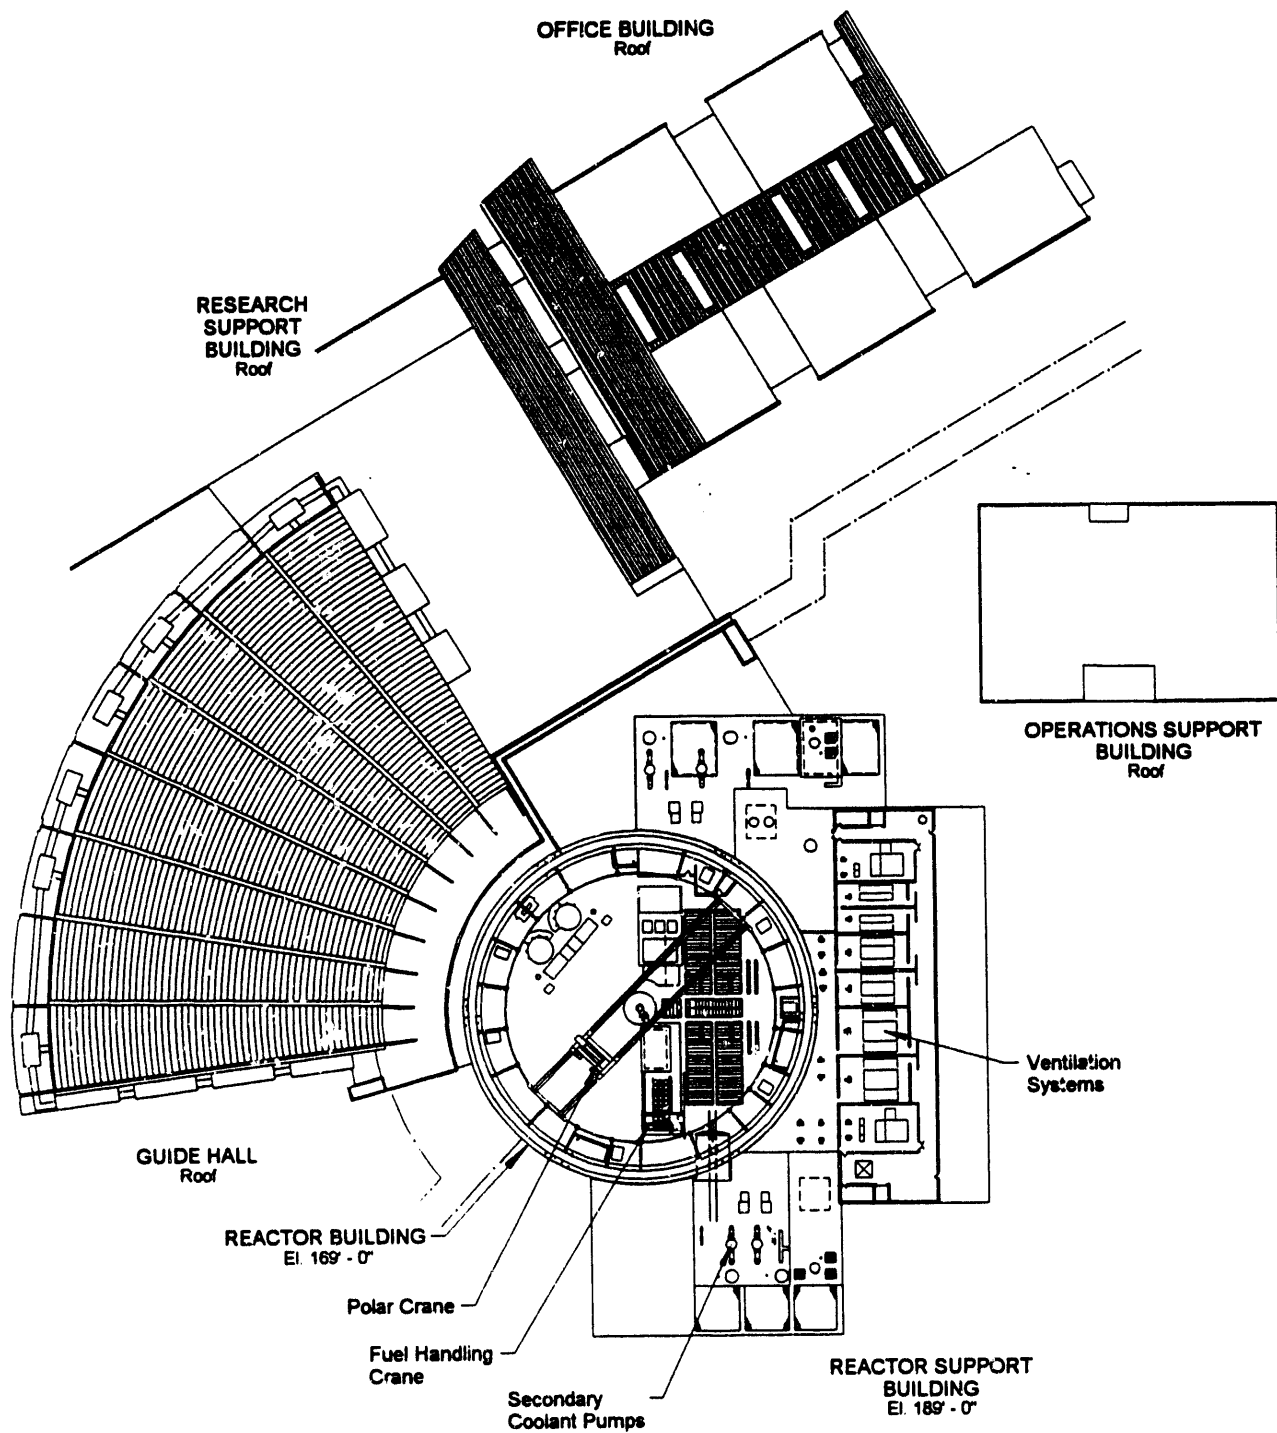 OFFICE BUILDING
Roof
RESEARCH
SUPPORT
BUILDING
Roof
OPERATIONS SUPPORT
BUILDING
Roof
Ventilation
Systems
GUIDE HALL
Roof
REACTOR BUILDING
El. 169' - 0"
Polar Crane
Fuel Handling
Crane
Secondary
Coolant Pumps
REACTOR SUPPORT
BUILDING
El. 189' - 0"